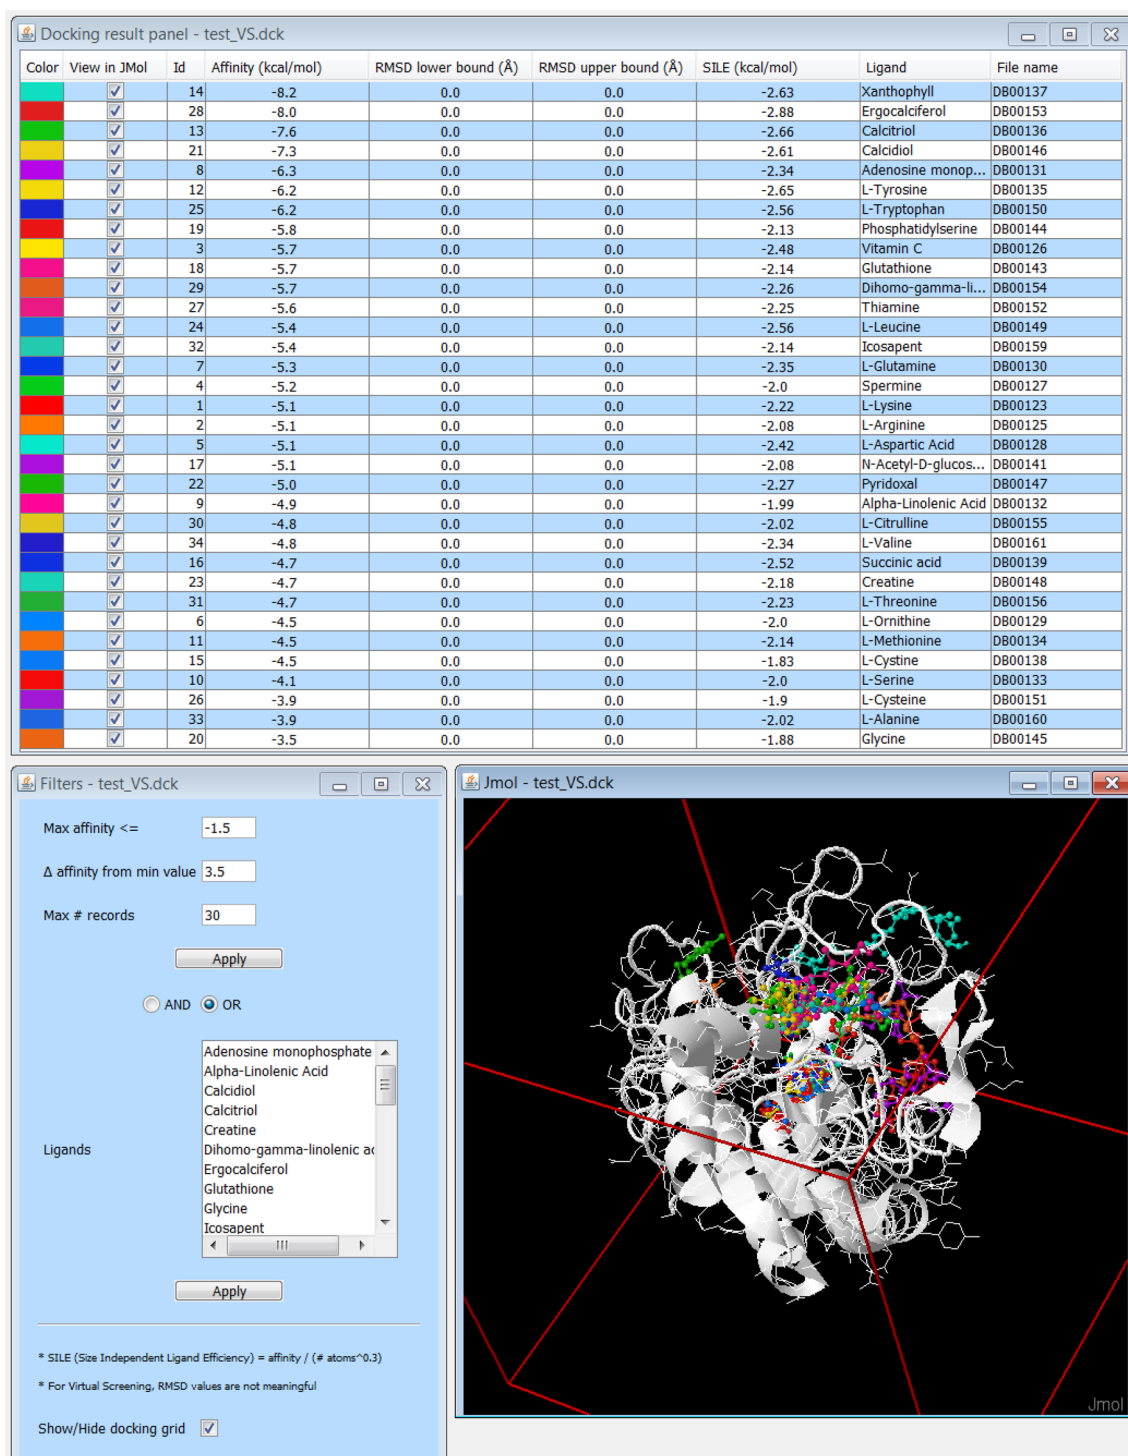 Docking result panel - test_VS.dck
Color View in JMol Id Affinity (kcal/mol) RMSD lower bound (Å) RMSD upper bound (Å) SILE (kcal/mol) Ligand File name
14 -8.2 0.0 0.0 -2.63 Xanthophyll DB00137
28 -8.0 0.0 0.0 -2.88 Ergocalciferol DB00153
13 -7.6 0.0 0.0 -2.66 Calcitriol DB00136
21 -7.3 0.0 0.0 -2.61 Calcidiol DB00146
8 -6.3 0.0 0.0 -2.34 Adenosine monop... DB00131
12 -6.2 0.0 0.0 -2.65 L-Tyrosine DB00135
25 -6.2 0.0 0.0 -2.56 L-Tryptophan DB00150
19 -5.8 0.0 0.0 -2.13 Phosphatidylserine DB00144
3 -5.7 0.0 0.0 -2.48 Vitamin C DB00126
18 -5.7 0.0 0.0 -2.14 Glutathione DB00143
29 -5.7 0.0 0.0 -2.26 Dihomo-gamma-li... DB00154
27 -5.6 0.0 0.0 -2.25 Thiamine DB00152
24 -5.4 0.0 0.0 -2.56 L-Leucine DB00149
32 -5.4 0.0 0.0 -2.14 Icosapent DB00159
7 -5.3 0.0 0.0 -2.35 L-Glutamine DB00130
4 -5.2 0.0 0.0 -2.0 Spermine DB00127
1 -5.1 0.0 0.0 -2.22 L-Lysine DB00123
2 -5.1 0.0 0.0 -2.08 L-Arginine DB00125
5 -5.1 0.0 0.0 -2.42 L-Aspartic Acid DB00128
17 -5.1 0.0 0.0 -2.08 N-Acetyl-D-glucos... DB00141
22 -5.0 0.0 0.0 -2.27 Pyridoxal DB00147
9 -4.9 0.0 0.0 -1.99 Alpha-Linolenic Acid DB00132
30 -4.8 0.0 0.0 -2.02 L-Citrulline DB00155
34 -4.8 0.0 0.0 -2.34 L-Valine DB00161
16 -4.7 0.0 0.0 -2.52 Succinic acid DB00139
23 -4.7 0.0 0.0 -2.18 Creatine DB00148
31 -4.7 0.0 0.0 -2.23 L-Threonine DB00156
6 -4.5 0.0 0.0 -2.0 L-Ornithine DB00129
11 -4.5 0.0 0.0 -2.14 L-Methionine DB00134
15 -4.5 0.0 0.0 -1.83 L-Cystine DB00138
10 -4.1 0.0 0.0 -2.0 L-Serine DB00133
26 -3.9 0.0 0.0 -1.9 L-Cysteine DB00151
33 -3.9 0.0 0.0 -2.02 L-Alanine DB00160
20 -3.5 0.0 0.0 -1.88 Glycine DB00145
Filters - test_VS.dck
Max affinity <= -1.5
Δ affinity from min value 3.5
Max # records 30
Apply
AND OR
Ligands
Adenosine monophosphate
Alpha-Linolenic Acid
Calcidiol
Calcitriol
Creatine
Dihomo-gamma-linolenic ac
Ergocalciferol
Glutathione
Glycine
Icosapent
Apply
* SILE (Size Independent Ligand Efficiency) = affinity / (# atoms^0.3)
* For Virtual Screening, RMSD values are not meaningful
Show/Hide docking grid
Jmol - test_VS.dck
Jmol